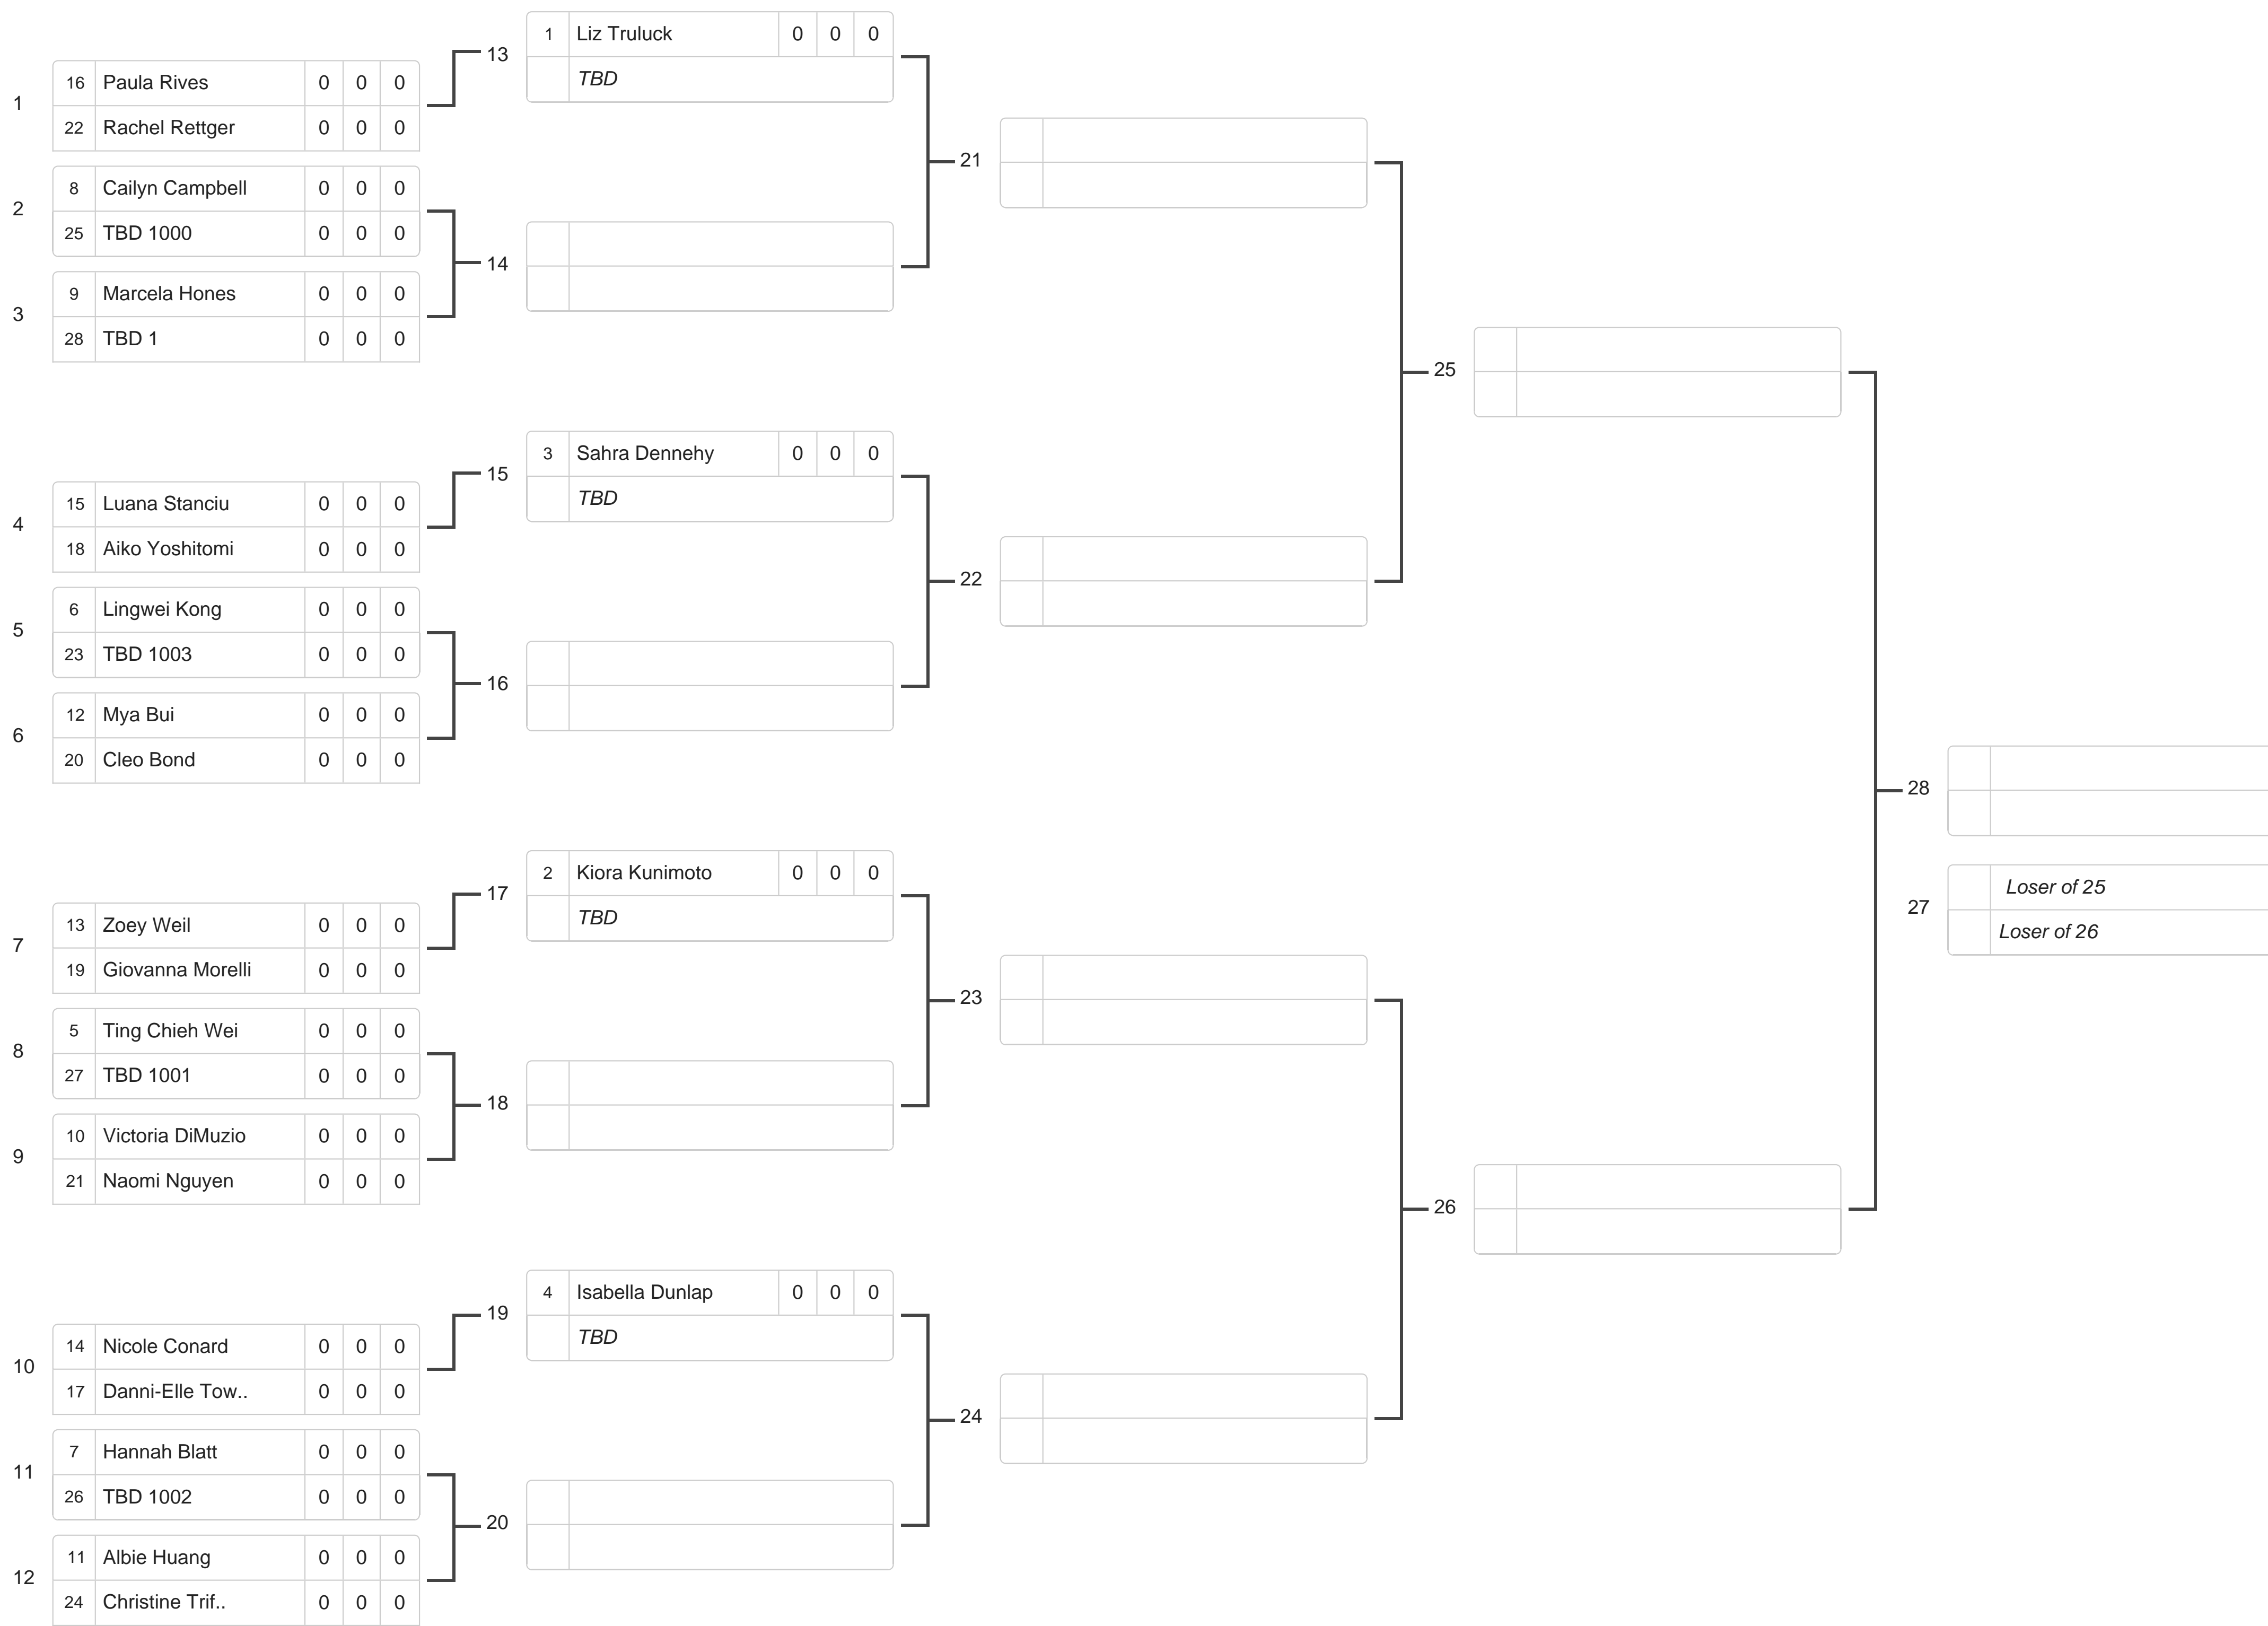 1
16 Paula Rives 0 0 0
22 Rachel Rettger 0 0 0
2
8 Cailyn Campbell 0 0 0
25 TBD 1000 0 0 0
3
9 Marcela Hones 0 0 0
28 TBD 1 0 0 0
4
15 Luana Stanciu 0 0 0
18 Aiko Yoshitomi 0 0 0
5
6 Lingwei Kong 0 0 0
23 TBD 1003 0 0 0
6
12 Mya Bui 0 0 0
20 Cleo Bond 0 0 0
7
13 Zoey Weil 0 0 0
19 Giovanna Morelli 0 0 0
8
5 Ting Chieh Wei 0 0 0
27 TBD 1001 0 0 0
9
10 Victoria DiMuzio 0 0 0
21 Naomi Nguyen 0 0 0
10
14 Nicole Conard 0 0 0
17 Danni-Elle Tow.. 0 0 0
11
7 Hannah Blatt 0 0 0
26 TBD 1002 0 0 0
12
11 Albie Huang 0 0 0
24 Christine Trif.. 0 0 0
13
1 Liz Truluck 0 0 0
TBD
14
15
3 Sahra Dennehy 0 0 0
TBD
16
17
2 Kiora Kunimoto 0 0 0
TBD
18
19
4 Isabella Dunlap 0 0 0
TBD
20
21
22
23
24
25
26
28
27
Loser of 25
Loser of 26